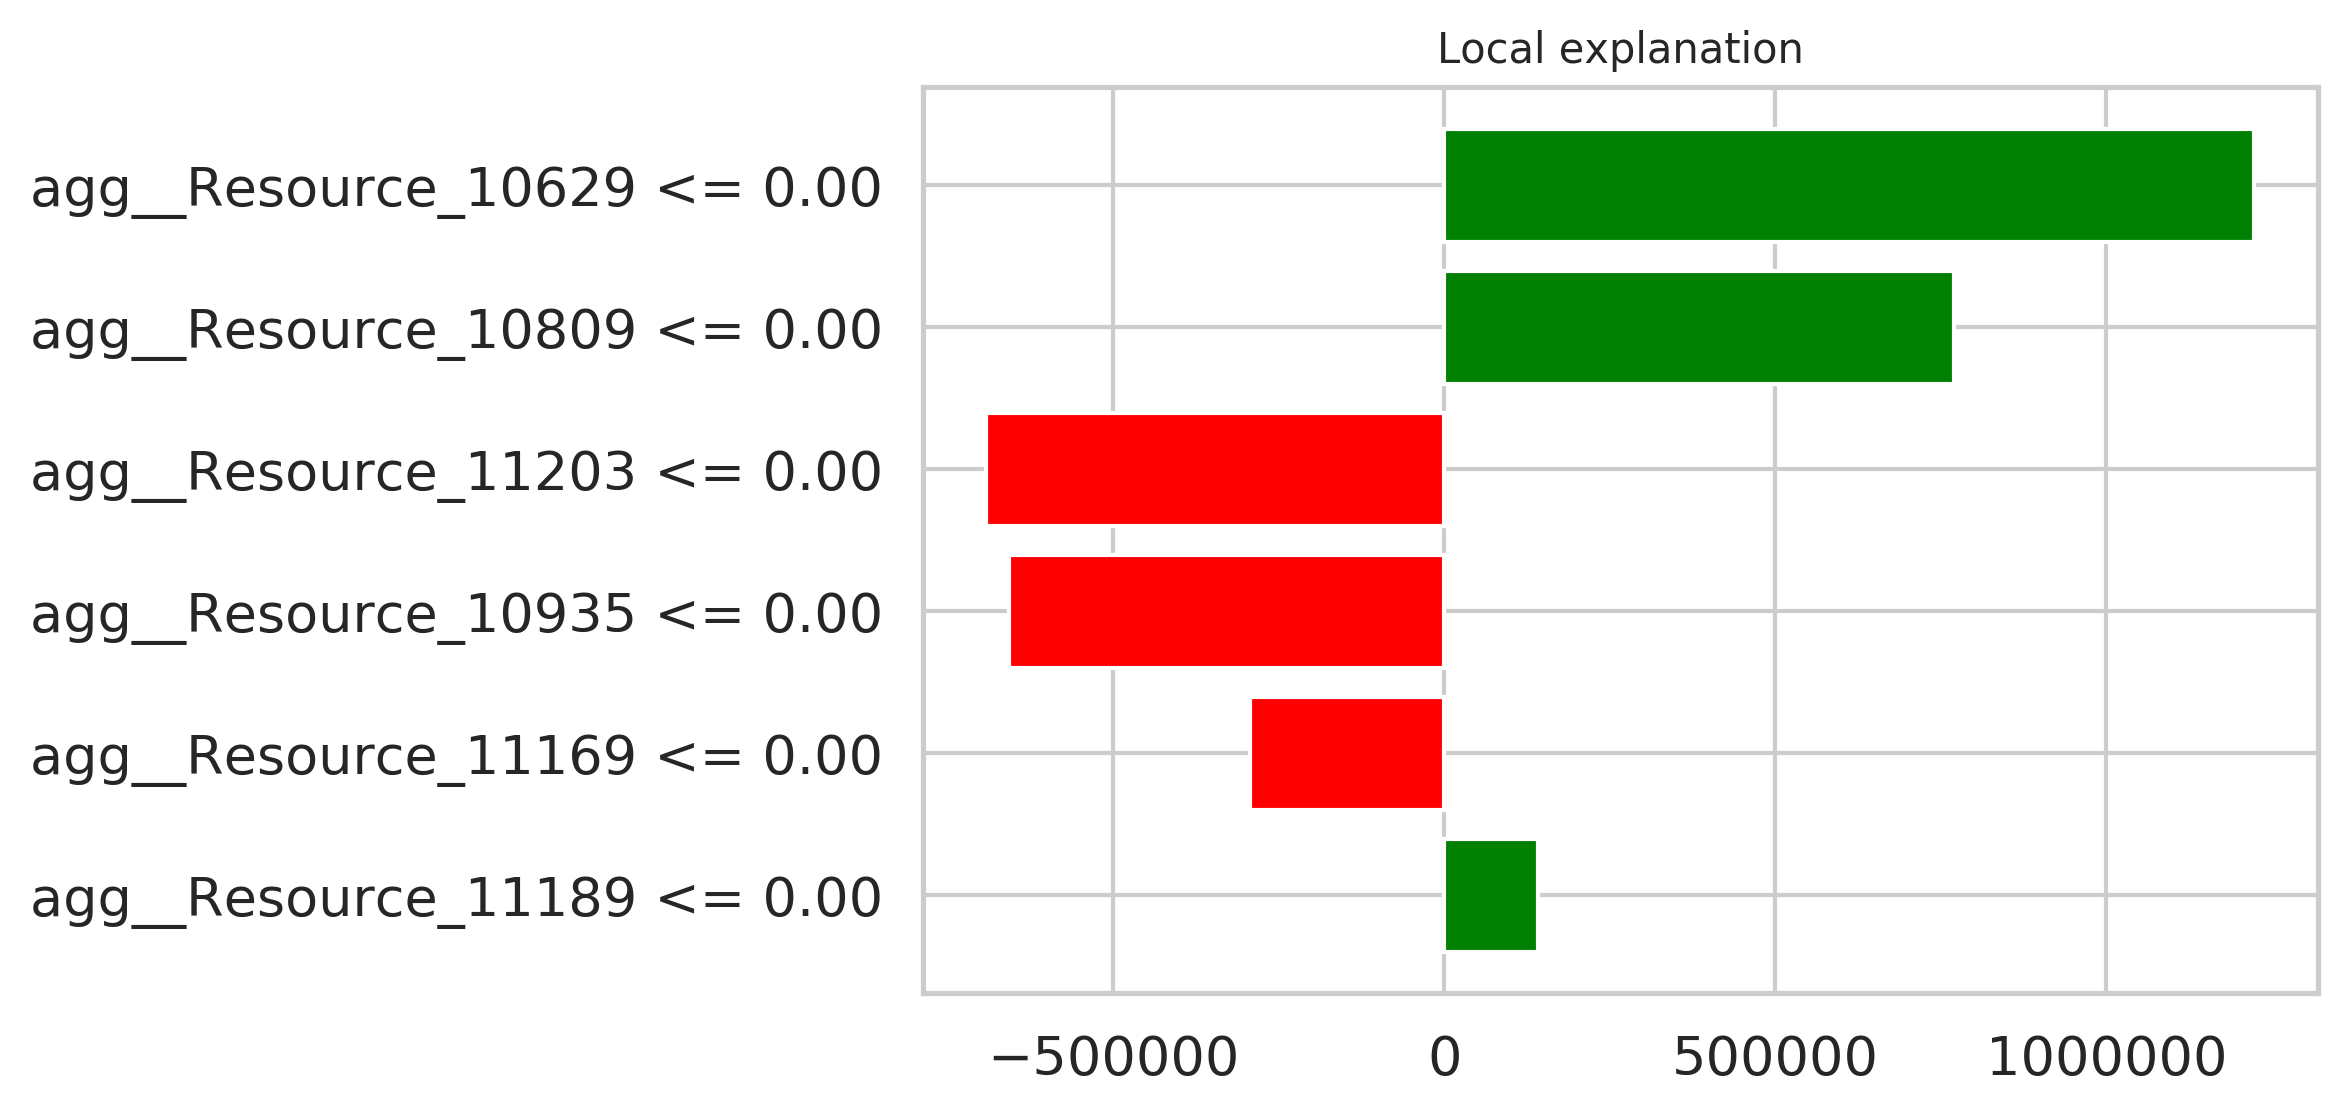 Local explanation
agg__Resource_10629 <= 0.00
agg__Resource_10809 <= 0.00
agg__Resource_11203 <= 0.00
agg__Resource_10935 <= 0.00
agg__Resource_11169 <= 0.00
agg__Resource_11189 <= 0.00
−500000 0 500000 1000000